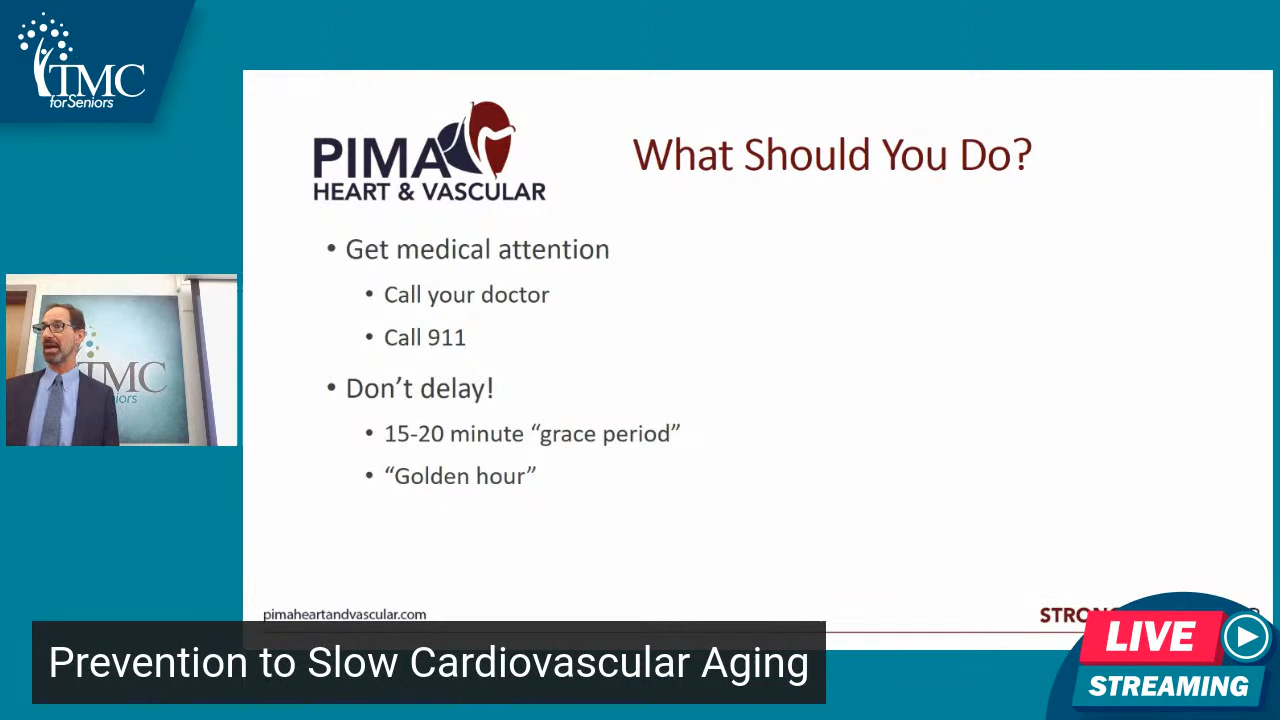 TMC
for Seniors
PIMA
HEART & VASCULAR
What Should You Do?
• Get medical attention
• Call your doctor
• Call 911
• Don’t delay!
• 15-20 minute “grace period”
• “Golden hour”
TMC
pimaheartandvascular.com
Prevention to Slow Cardiovascular Aging
LIVE
STREAMING